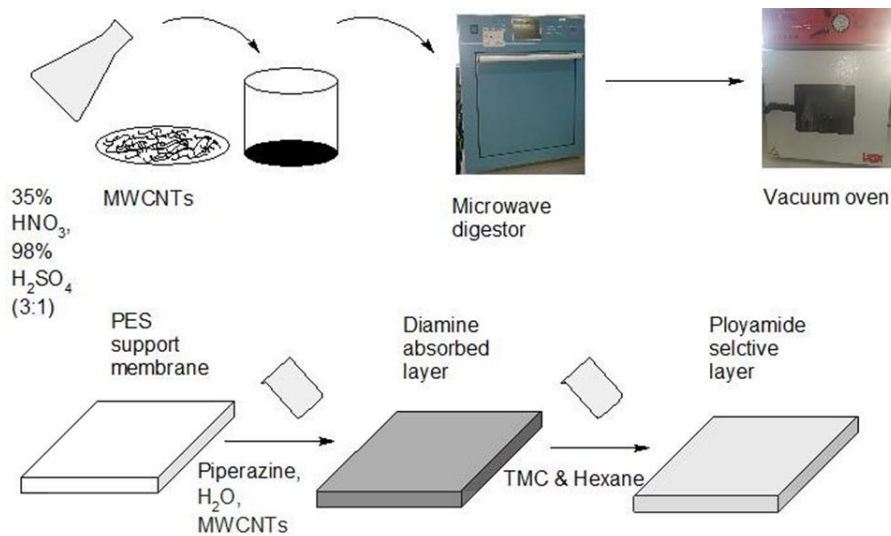 35%
HNO3,
98%
H2SO4
(3:1)
MWCNTs
Microwave
digestor
Vacuum oven
PES
support
membrane
Diamine
absorbed
layer
Ployamide
selctive
layer
Piperazine,
H2O,
MWCNTs
TMC & Hexane